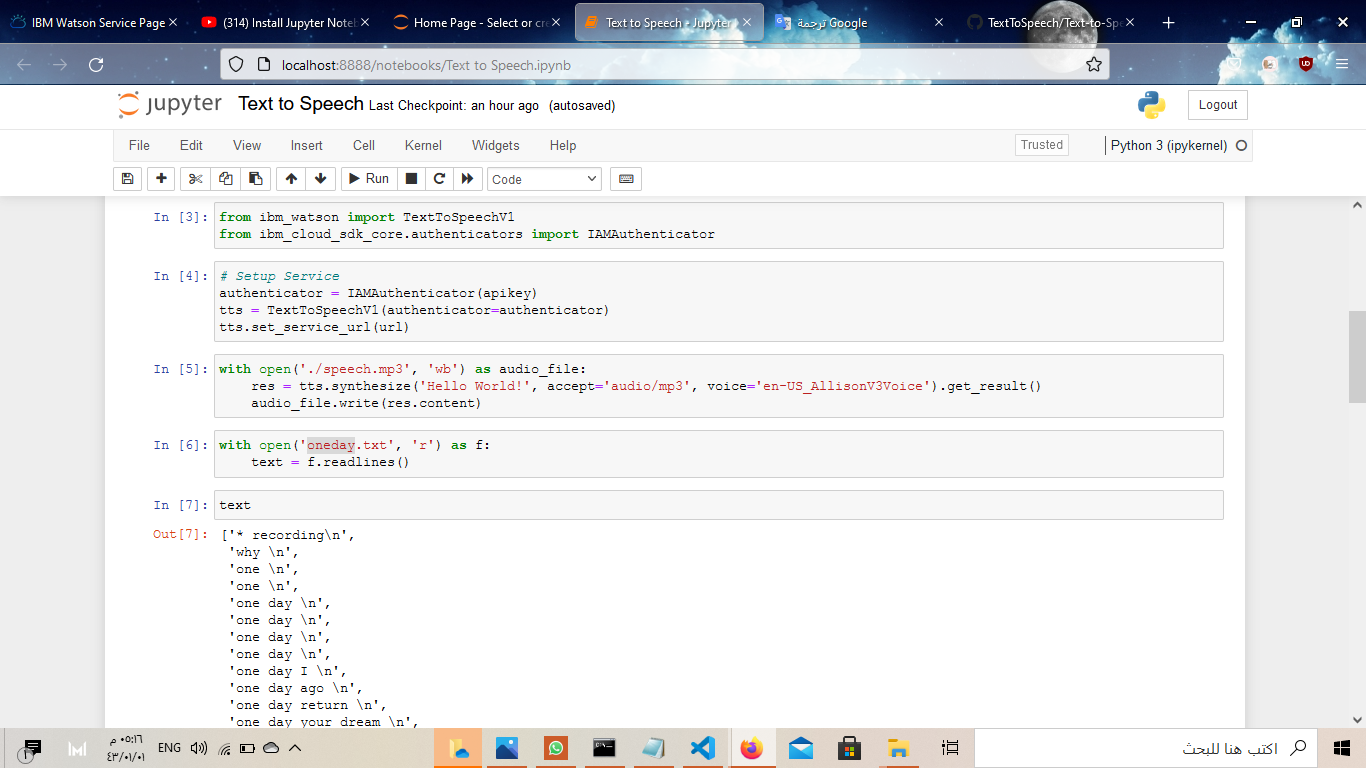 IBM Watson Service Page
(314) Install Jupyter Note
Home Page - Select or cre
Text to Speech - Jupyter
ترجمة Google
TextToSpeech/Text-to-Spe
localhost:8888/notebooks/Text to Speech.ipynb
jupyter Text to Speech Last Checkpoint: an hour ago (autosaved)
Logout
File Edit View Insert Cell Kernel Widgets Help
Trusted
Python 3 (ipykernel)
Run
Code
In [3]: from ibm_watson import TextToSpeechV1
from ibm_cloud_sdk_core.authenticators import IAMAuthenticator
In [4]: # Setup Service
authenticator = IAMAuthenticator(apikey)
tts = TextToSpeechV1(authenticator=authenticator)
tts.set_service_url(url)
In [5]: with open('./speech.mp3', 'wb') as audio_file:
    res = tts.synthesize('Hello World!', accept='audio/mp3', voice='en-US_AllisonV3Voice').get_result()
    audio_file.write(res.content)
In [6]: with open('oneday.txt', 'r') as f:
    text = f.readlines()
In [7]: text
Out[7]: ['* recording\n',
'why \n',
'one \n',
'one \n',
'one day \n',
'one day \n',
'one day \n',
'one day \n',
'one day I \n',
'one day ago \n',
'one day return \n',
'one day your dream \n',
٠٥:١٦ م
٤٣/٠١/٠١
ENG
اكتب هنا للبحث